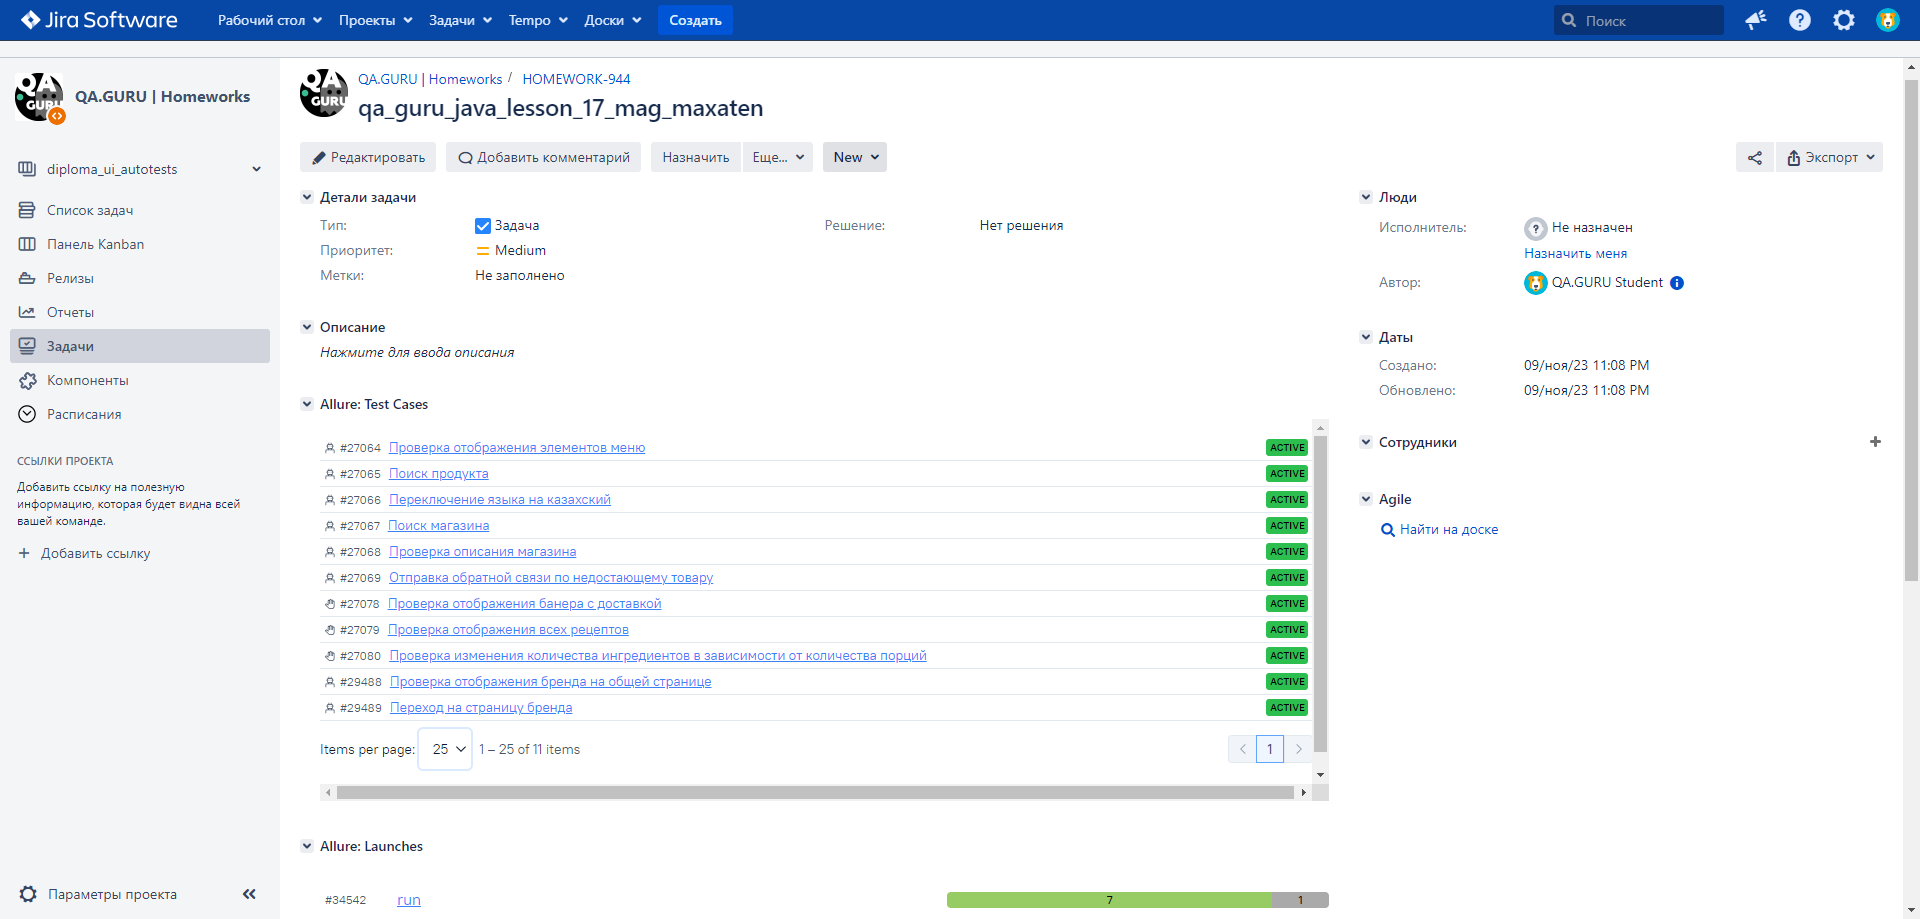 Jira Software
Рабочий стол
Проекты
Задачи
Tempo
Доски
Создать
Поиск
QA GURU
QA.GURU | Homeworks
diploma_ui_autotests
Список задач
Панель Kanban
Релизы
Отчеты
Задачи
Компоненты
Расписания
ССЫЛКИ ПРОЕКТА
Добавить ссылку на полезную
информацию, которая будет видна всей
вашей команде.
+ Добавить ссылку
Параметры проекта
QA GURU
QA.GURU | Homeworks / HOMEWORK-944
qa_guru_java_lesson_17_mag_maxaten
Редактировать
Добавить комментарий
Назначить
Еще...
New
Экспорт
Детали задачи
Тип: Задача
Решение: Нет решения
Приоритет: Medium
Метки: Не заполнено
Описание
Нажмите для ввода описания
Allure: Test Cases
#27064 Проверка отображения элементов меню ACTIVE
#27065 Поиск продукта ACTIVE
#27066 Переключение языка на казахский ACTIVE
#27067 Поиск магазина ACTIVE
#27068 Проверка описания магазина ACTIVE
#27069 Отправка обратной связи по недостающему товару ACTIVE
#27078 Проверка отображения банера с доставкой ACTIVE
#27079 Проверка отображения всех рецептов ACTIVE
#27080 Проверка изменения количества ингредиентов в зависимости от количества порций ACTIVE
#29488 Проверка отображения бренда на общей странице ACTIVE
#29489 Переход на страницу бренда ACTIVE
Items per page: 25 1 – 25 of 11 items 1
Allure: Launches
#34542 run 7 1
Люди
Исполнитель: Не назначен
Назначить меня
Автор: QA.GURU Student
Даты
Создано: 09/ноя/23 11:08 PM
Обновлено: 09/ноя/23 11:08 PM
Сотрудники
Agile
Найти на доске